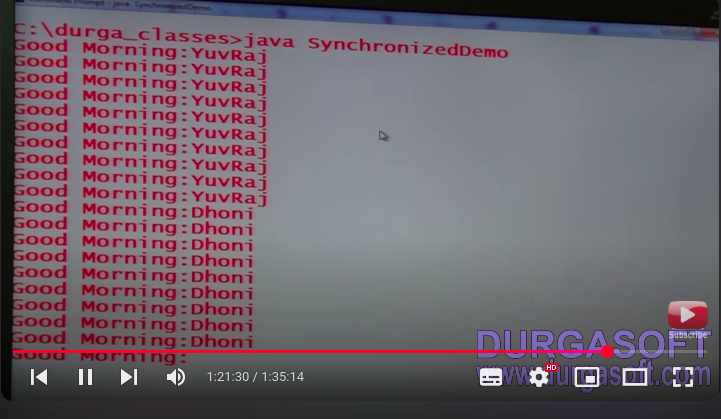 Prompt - java SynchronizedDemo
C:\durga_classes>java SynchronizedDemo
Good Morning:YuvRaj
Good Morning:YuvRaj
Good Morning:YuvRaj
Good Morning:YuvRaj
Good Morning:YuvRaj
Good Morning:YuvRaj
Good Morning:YuvRaj
Good Morning:YuvRaj
Good Morning:YuvRaj
Good Morning:YuvRaj
Good Morning:Dhoni
Good Morning:Dhoni
Good Morning:Dhoni
Good Morning:Dhoni
Good Morning:Dhoni
Good Morning:Dhoni
Good Morning:Dhoni
Good Morning:Dhoni
Good Morning:Dhoni
Good Morning:
Subscribe
DURGASOFT
www.durgasoft.com
1:21:30 / 1:35:14
HD